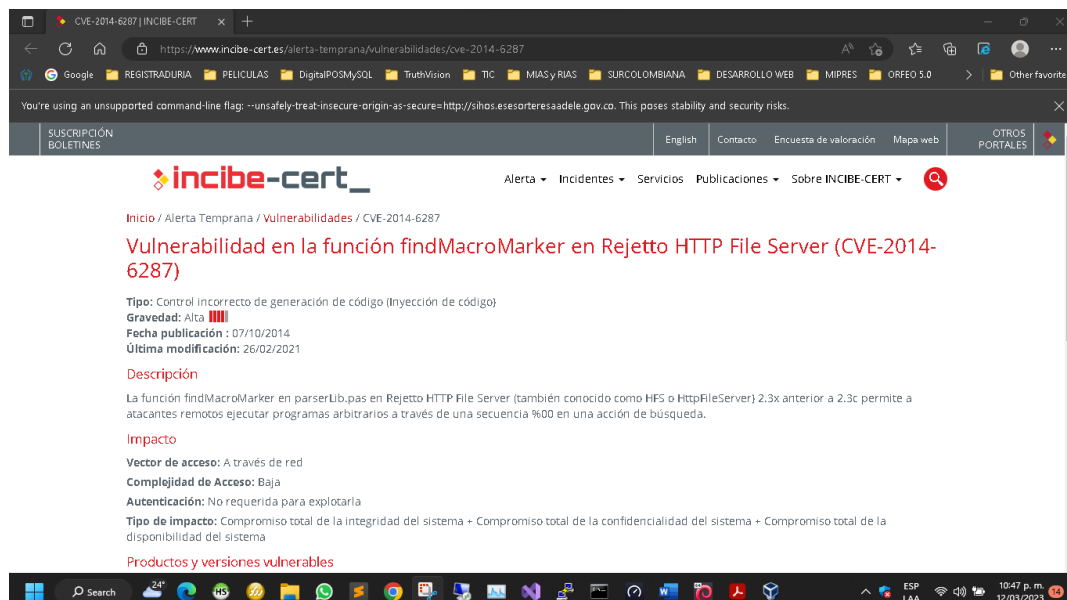 CVE-2014-6287 | INCIBE-CERT
https://www.incibe-cert.es/alerta-temprana/vulnerabilidades/cve-2014-6287
Google REGISTRADURIA PELICULAS DigitalPOSMySQL TruthVision TIC MIAS y RIAS SURCOLOMBIANA DESARROLLO WEB MIPRES ORFEO 5.0 Other favorite
You're using an unsupported command-line flag: --unsafely-treat-insecure-origin-as-secure=http://sihos.esesorteresaadele.gov.co. This poses stability and security risks.
SUSCRIPCIÓN BOLETINES
English Contacto Encuesta de valoración Mapa web
OTROS PORTALES
incibe-cert_
Alerta Incidentes Servicios Publicaciones Sobre INCIBE-CERT
Inicio / Alerta Temprana / Vulnerabilidades / CVE-2014-6287
Vulnerabilidad en la función findMacroMarker en Rejetto HTTP File Server (CVE-2014-
6287)
Tipo: Control incorrecto de generación de código (Inyección de código)
Gravedad: Alta
Fecha publicación : 07/10/2014
Última modificación: 26/02/2021
Descripción
La función findMacroMarker en parserLib.pas en Rejetto HTTP File Server (también conocido como HFS o HttpFileServer) 2.3x anterior a 2.3c permite a
atacantes remotos ejecutar programas arbitrarios a través de una secuencia %00 en una acción de búsqueda.
Impacto
Vector de acceso: A través de red
Complejidad de Acceso: Baja
Autenticación: No requerida para explotarla
Tipo de impacto: Compromiso total de la integridad del sistema + Compromiso total de la confidencialidad del sistema + Compromiso total de la
disponibilidad del sistema
Productos y versiones vulnerables
Search
24°
ESP
LAA
10:47 p. m.
12/03/2023
14